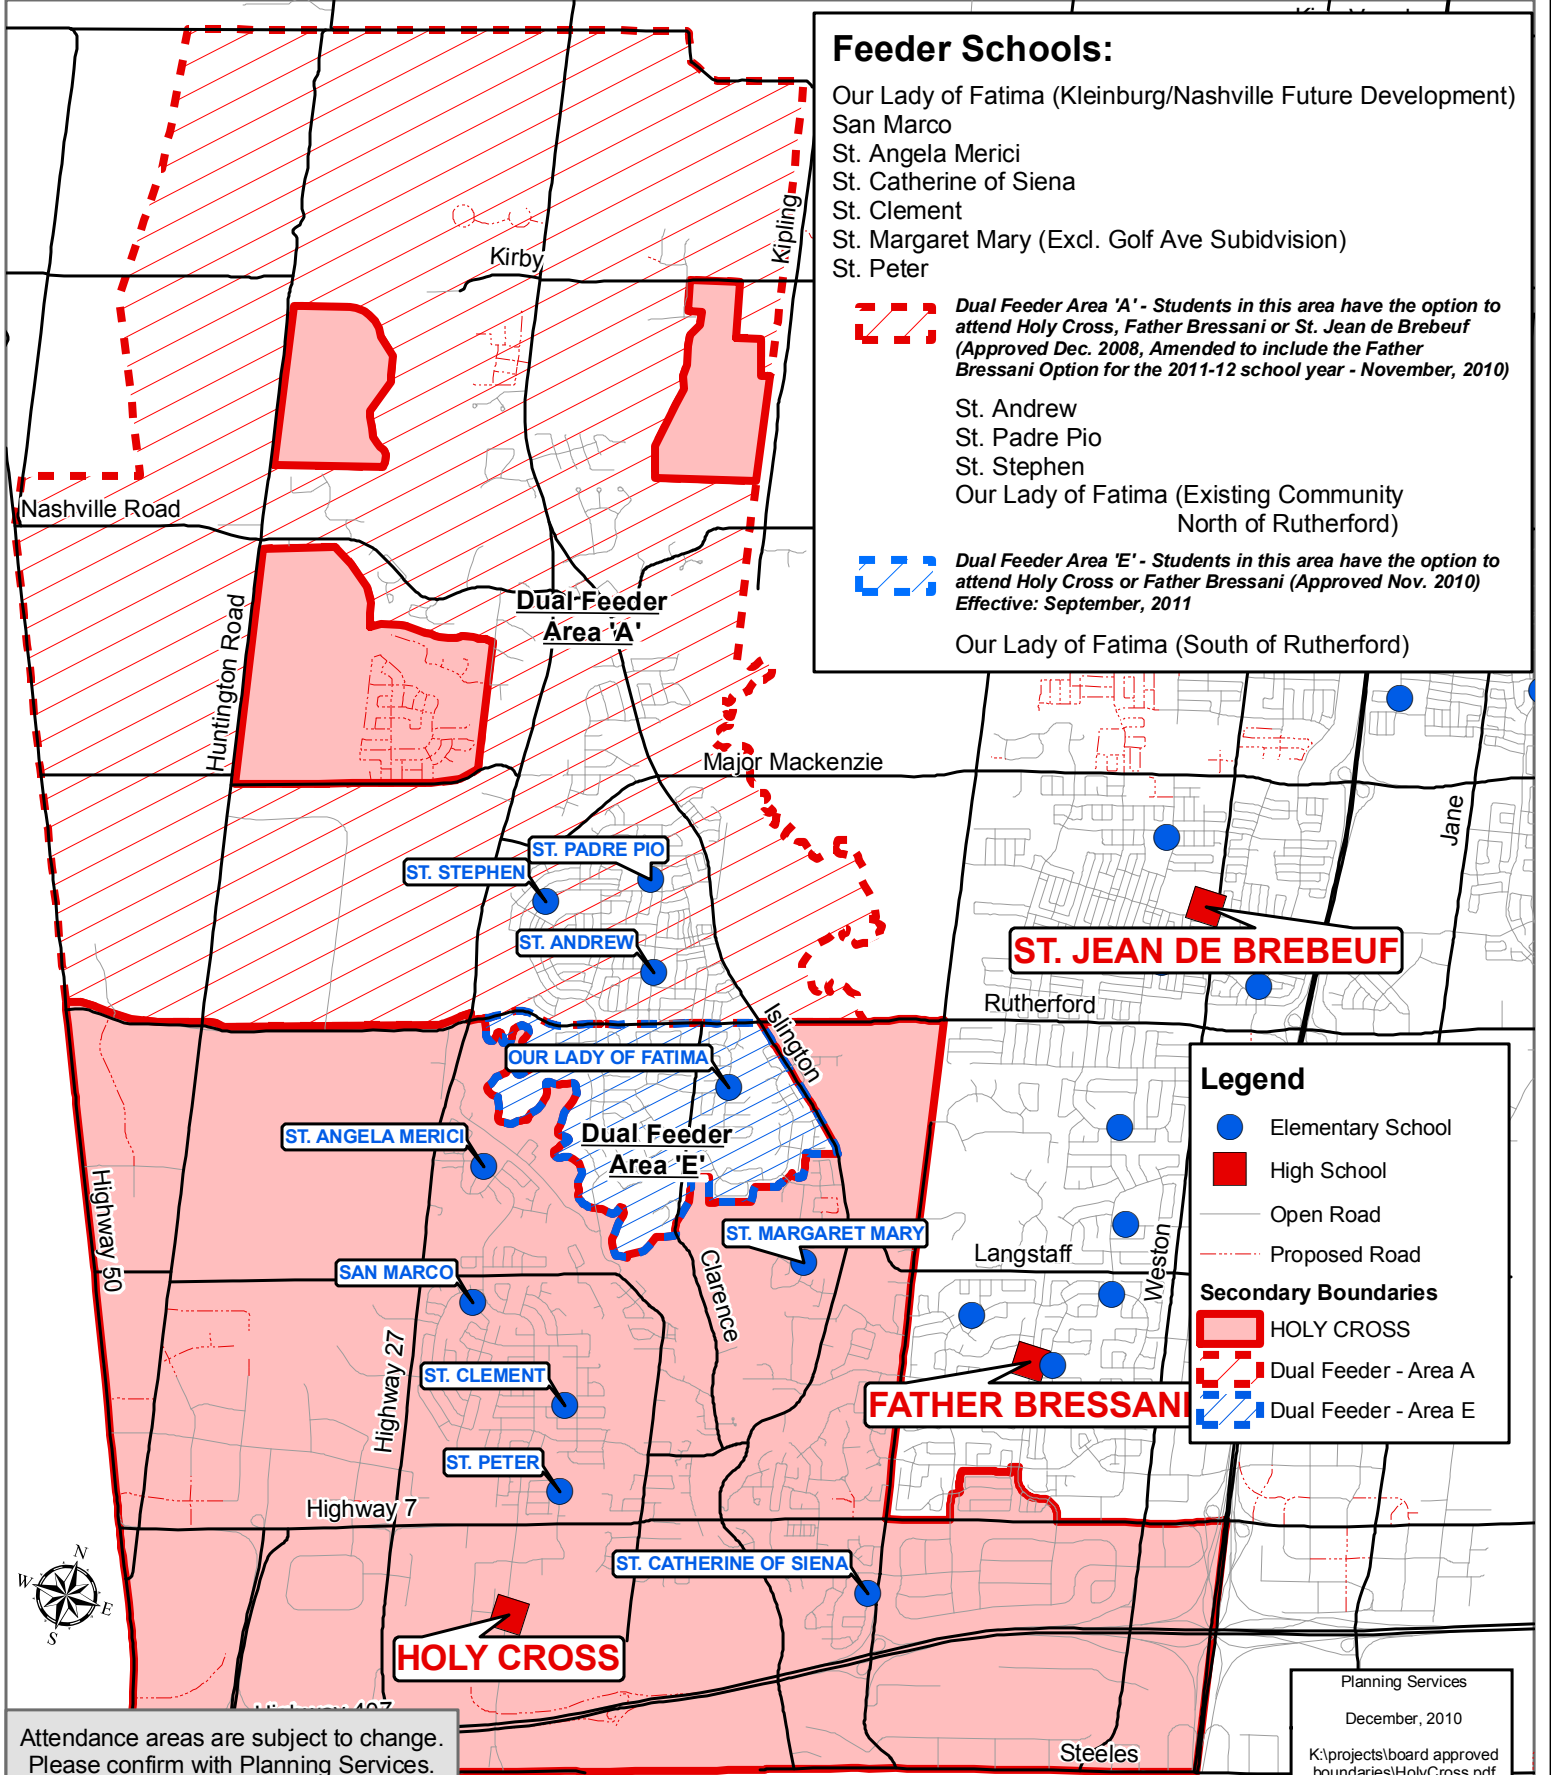 Feeder Schools:
Our Lady of Fatima (Kleinburg/Nashville Future Development)
San Marco
St. Angela Merici
St. Catherine of Siena
St. Clement
St. Margaret Mary (Excl. Golf Ave Subidvision)
St. Peter
Dual Feeder Area 'A' - Students in this area have the option to
attend Holy Cross, Father Bressani or St. Jean de Brebeuf
(Approved Dec. 2008, Amended to include the Father
Bressani Option for the 2011-12 school year - November, 2010)
St. Andrew
St. Padre Pio
St. Stephen
Our Lady of Fatima (Existing Community
North of Rutherford)
Dual Feeder Area 'E' - Students in this area have the option to
attend Holy Cross or Father Bressani (Approved Nov. 2010)
Effective: September, 2011
Our Lady of Fatima (South of Rutherford)
Kipling
Kirby
Nashville Road
Dual Feeder
Area 'A'
Huntington Road
Major Mackenzie
Jane
ST. PADRE PIO
ST. STEPHEN
ST. ANDREW
ST. JEAN DE BREBEUF
Rutherford
Islington
OUR LADY OF FATIMA
Dual Feeder
Area 'E'
ST. ANGELA MERICI
Highway 50
ST. MARGARET MARY
Langstaff
Weston
SAN MARCO
Clarence
Highway 27
ST. CLEMENT
FATHER BRESSANI
ST. PETER
Highway 7
ST. CATHERINE OF SIENA
HOLY CROSS
Highway 407
Steeles
N
W
E
S
Legend
Elementary School
High School
Open Road
Proposed Road
Secondary Boundaries
HOLY CROSS
Dual Feeder - Area A
Dual Feeder - Area E
Attendance areas are subject to change.
Please confirm with Planning Services.
Planning Services
December, 2010
K:\projects\board approved
boundaries\HolyCross.pdf